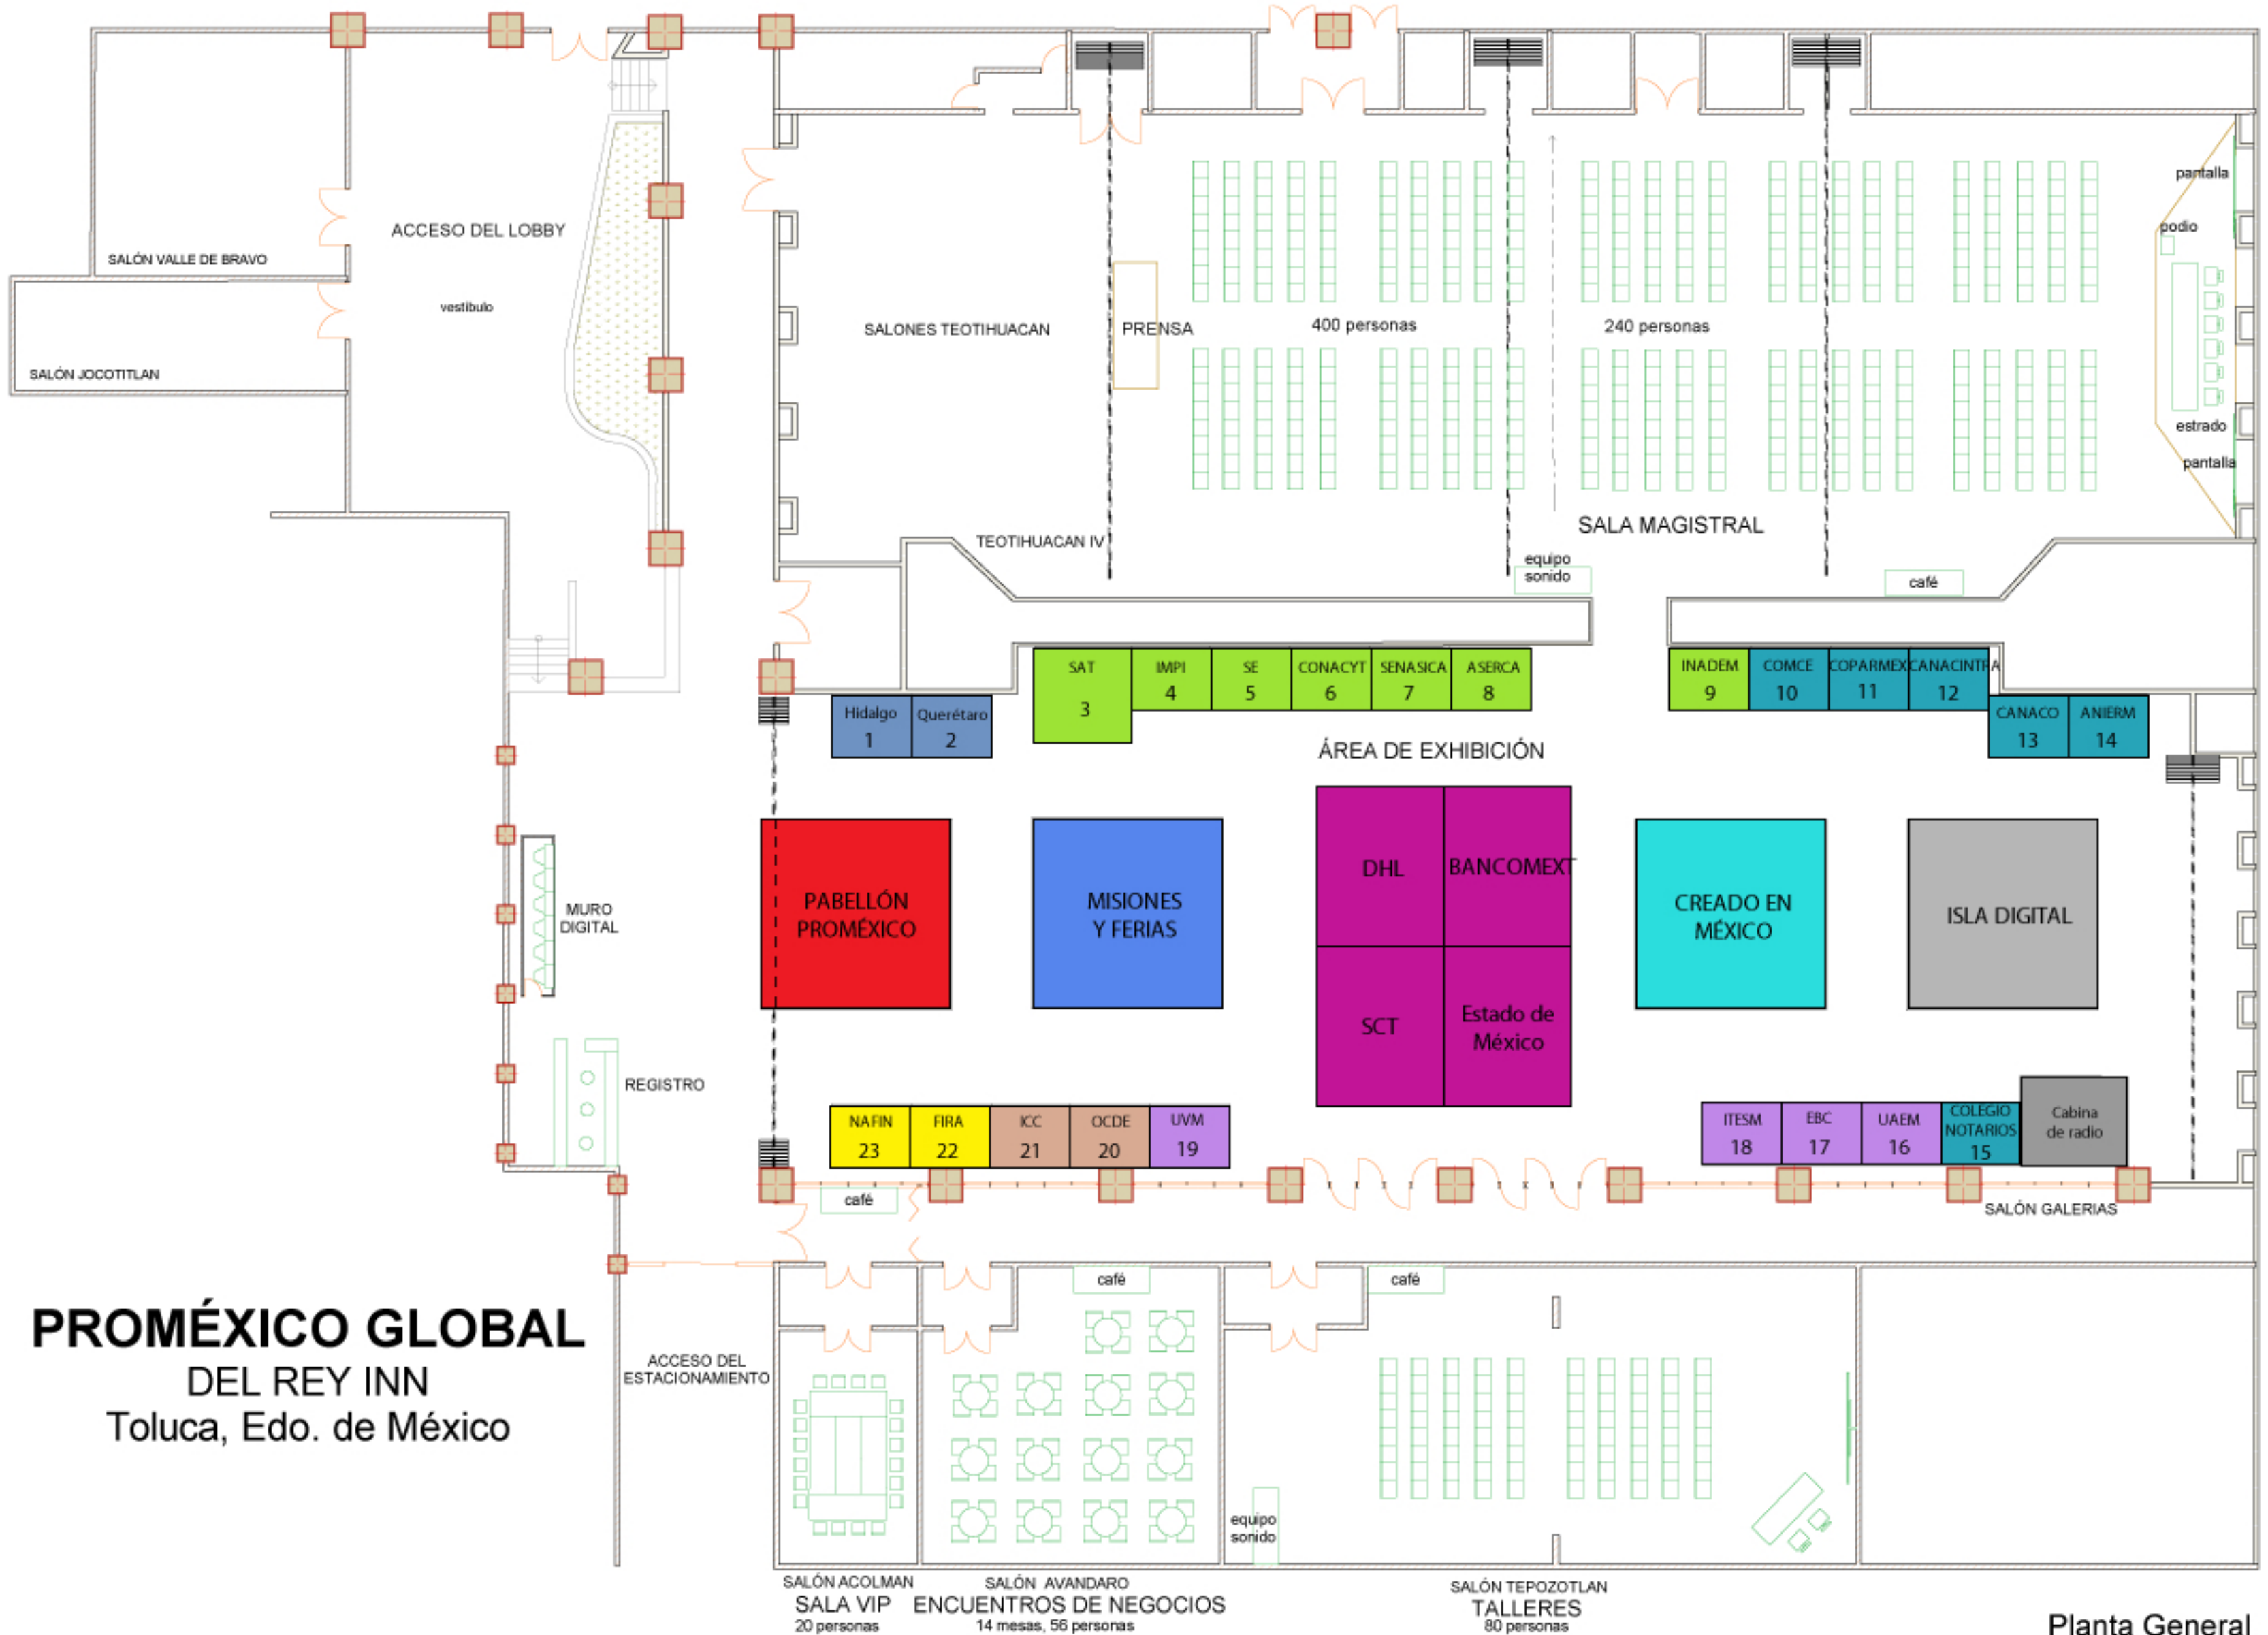 pantalla
podio
ACCESO DEL LOBBY
SALÓN VALLE DE BRAVO
vestíbulo
SALONES TEOTIHUACAN
PRENSA
400 personas
240 personas
SALÓN JOCOTITLAN
estrado
pantalla
SALA MAGISTRAL
TEOTIHUACAN IV
equipo
sonido
café
SAT
3
IMPI
4
SE
5
CONACYT
6
SENASICA
7
ASERCA
8
INADEM
9
COMCE
10
COPARMEX
11
CANACINTRA
12
Hidalgo
1
Querétaro
2
CANACO
13
ANIERM
14
ÁREA DE EXHIBICIÓN
PABELLÓN
PROMÉXICO
MISIONES
Y FERIAS
DHL
BANCOMEXT
SCT
Estado de
México
CREADO EN
MÉXICO
ISLA DIGITAL
MURO
DIGITAL
REGISTRO
NAFIN
23
FIRA
22
ICC
21
OCDE
20
UVM
19
ITESM
18
EBC
17
UAEM
16
COLEGIO
NOTARIOS
15
Cabina
de radio
café
SALÓN GALERIAS
café
café
PROMÉXICO GLOBAL
DEL REY INN
Toluca, Edo. de México
ACCESO DEL
ESTACIONAMIENTO
equipo
sonido
SALÓN ACOLMAN
SALA VIP
20 personas
SALÓN AVANDARO
ENCUENTROS DE NEGOCIOS
14 mesas, 56 personas
SALÓN TEPOZOTLAN
TALLERES
80 personas
Planta General